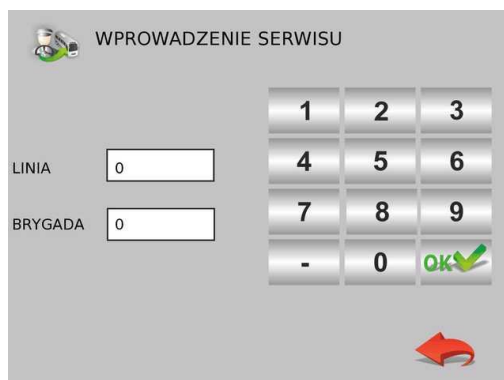 WPROWADZENIE SERWISU
1 2 3
LINIA 0
4 5 6
BRYGADA 0
7 8 9
- 0 OK